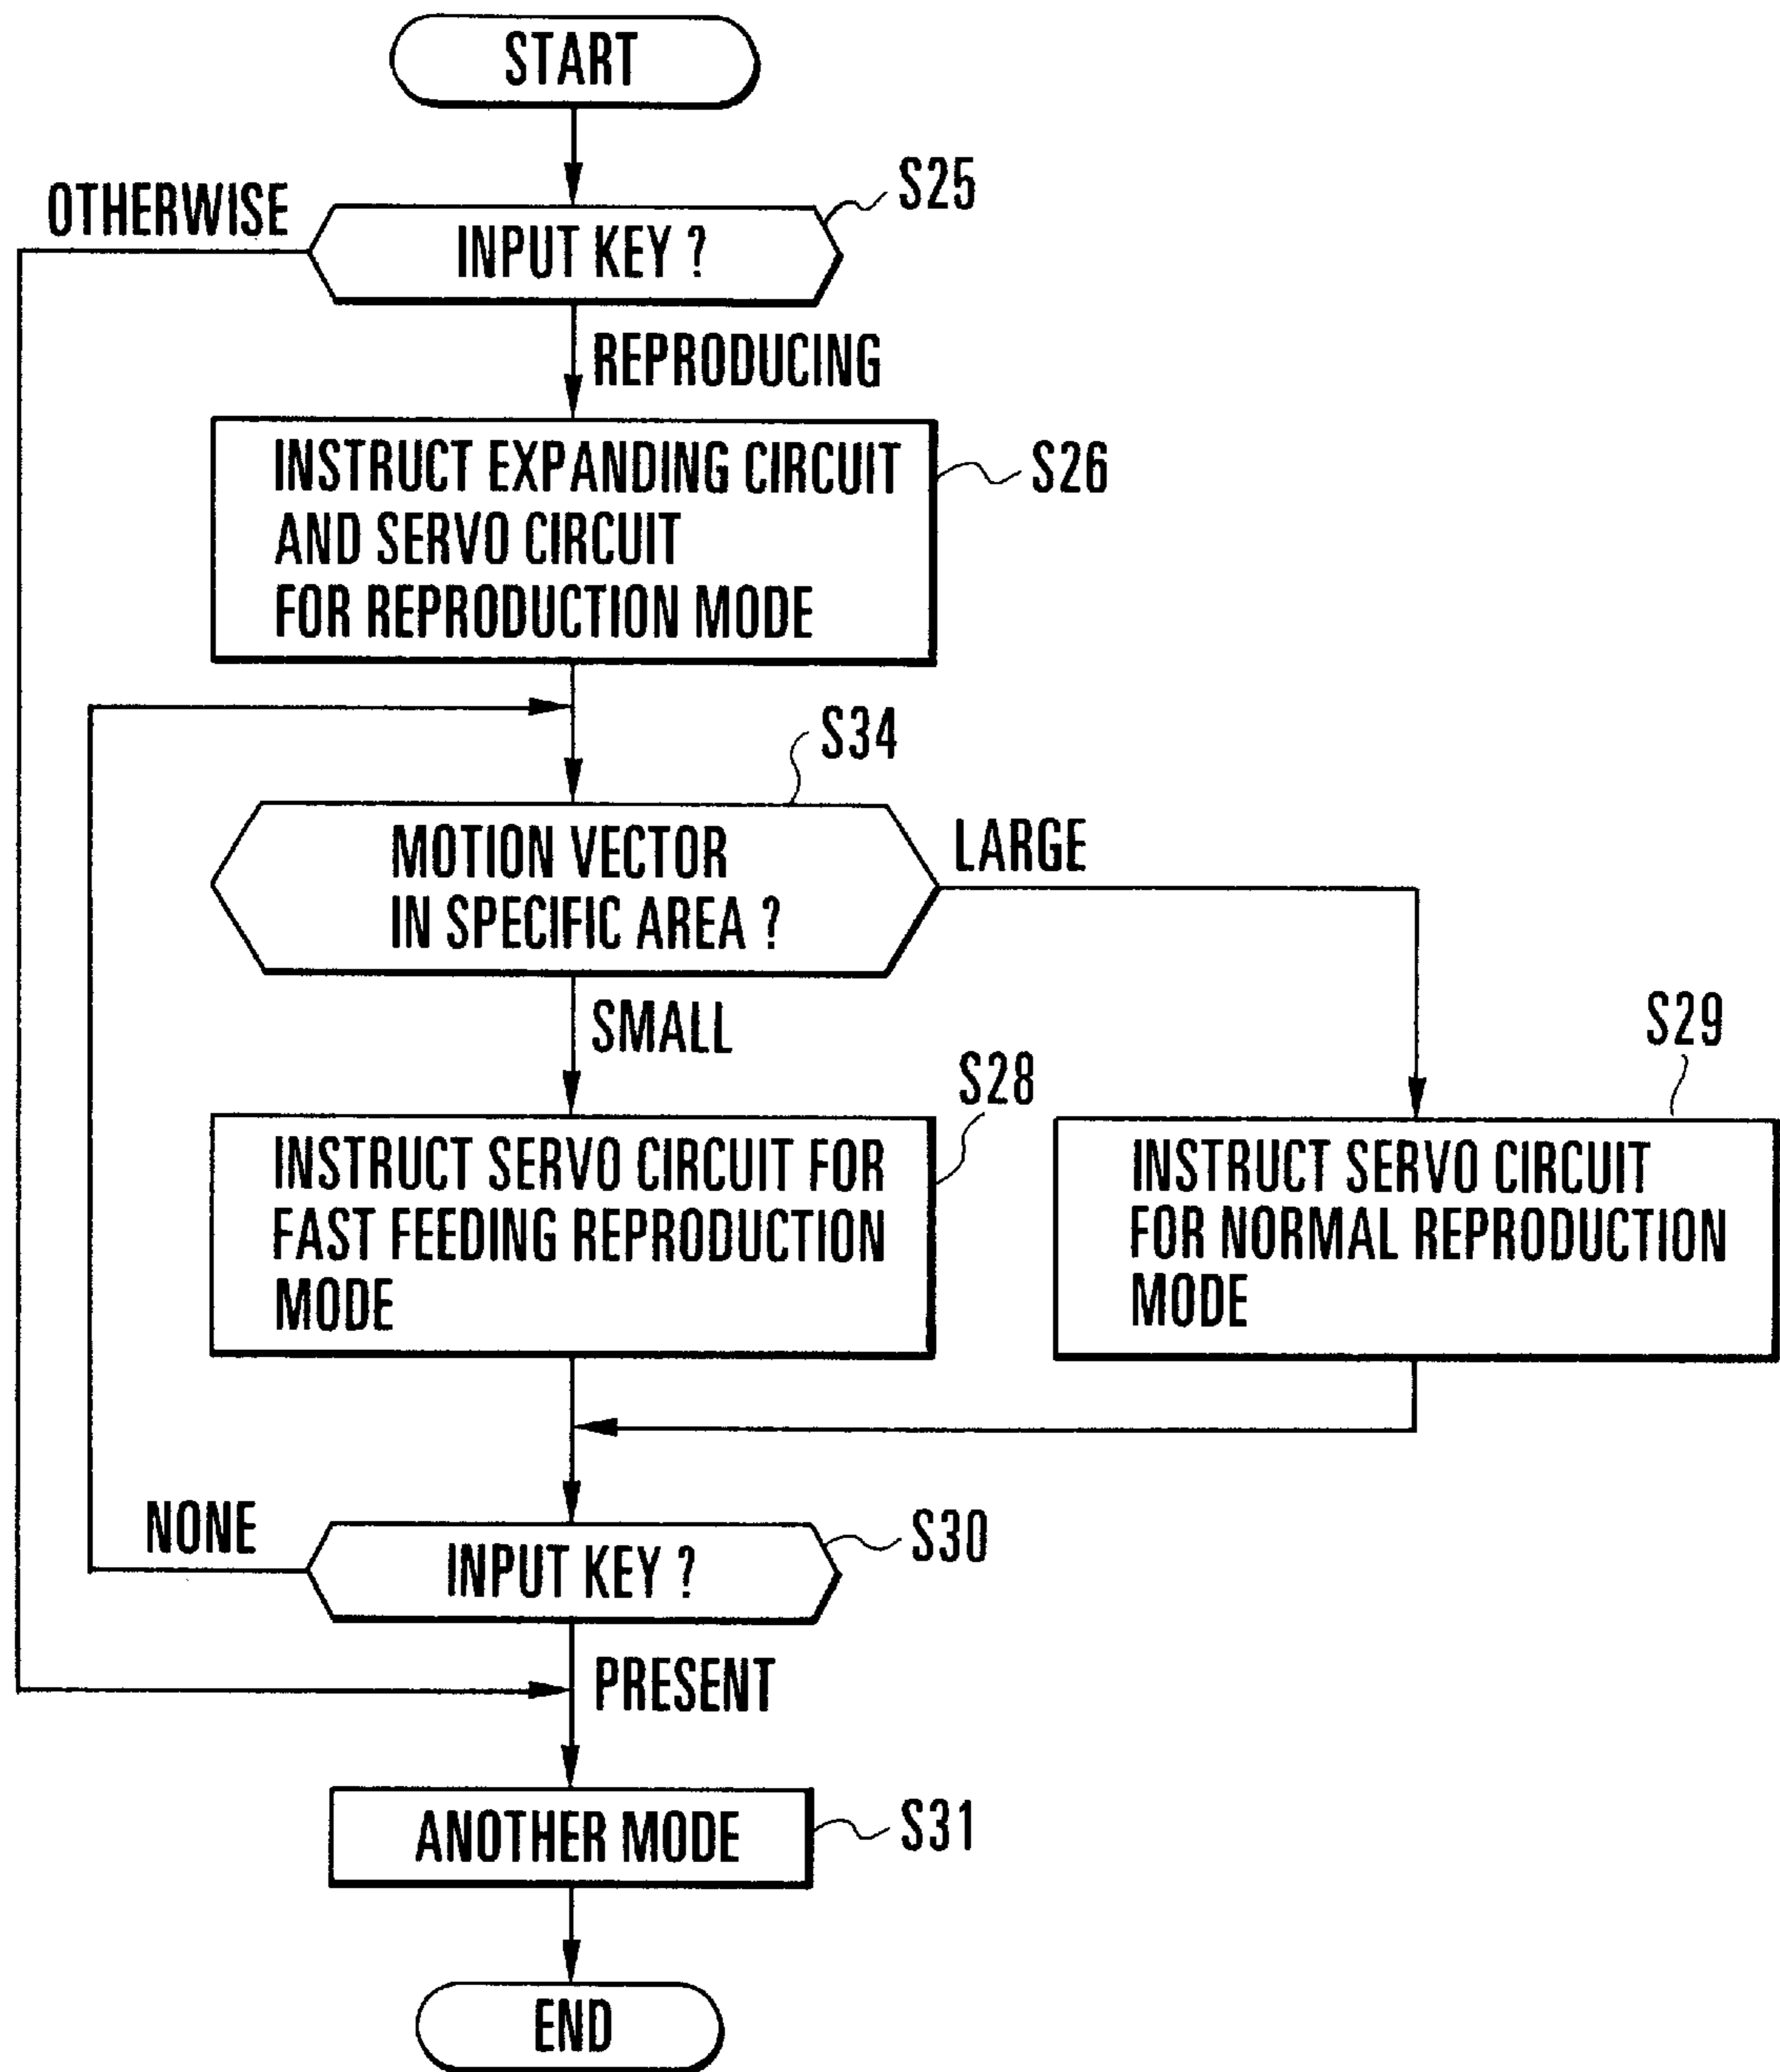 START
S25
OTHERWISE
INPUT KEY ?
REPRODUCING
INSTRUCT EXPANDING CIRCUIT
AND SERVO CIRCUIT
FOR REPRODUCTION MODE
S26
S34
MOTION VECTOR
IN SPECIFIC AREA ?
LARGE
SMALL
S28
S29
INSTRUCT SERVO CIRCUIT FOR
FAST FEEDING REPRODUCTION
MODE
INSTRUCT SERVO CIRCUIT
FOR NORMAL REPRODUCTION
MODE
NONE
INPUT KEY ?
S30
PRESENT
ANOTHER MODE
S31
END